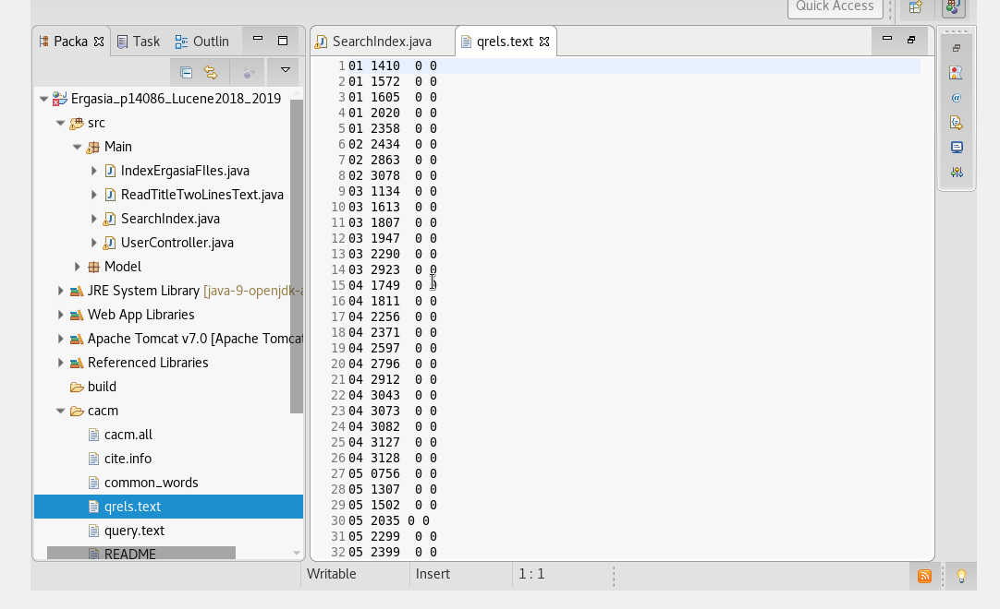 Quick Access
Packa Task Outlin
SearchIndex.java qrels.text
Ergasia_p14086_Lucene2018_2019
src
Main
IndexErgasiaFIles.java
ReadTitleTwoLinesText.java
SearchIndex.java
UserController.java
Model
JRE System Library [java-9-openjdk-a
Web App Libraries
Apache Tomcat v7.0 [Apache Tomcat
Referenced Libraries
build
cacm
cacm.all
cite.info
common_words
qrels.text
query.text
README
1 01 1410  0 0
2 01 1572  0 0
3 01 1605  0 0
4 01 2020  0 0
5 01 2358  0 0
6 02 2434  0 0
7 02 2863  0 0
8 02 3078  0 0
9 03 1134  0 0
10 03 1613  0 0
11 03 1807  0 0
12 03 1947  0 0
13 03 2290  0 0
14 03 2923  0 0
15 04 1749  0 0
16 04 1811  0 0
17 04 2256  0 0
18 04 2371  0 0
19 04 2597  0 0
20 04 2796  0 0
21 04 2912  0 0
22 04 3043  0 0
23 04 3073  0 0
24 04 3082  0 0
25 04 3127  0 0
26 04 3128  0 0
27 05 0756  0 0
28 05 1307  0 0
29 05 1502  0 0
30 05 2035 0 0
31 05 2299  0 0
32 05 2399  0 0
Writable Insert 1 : 1